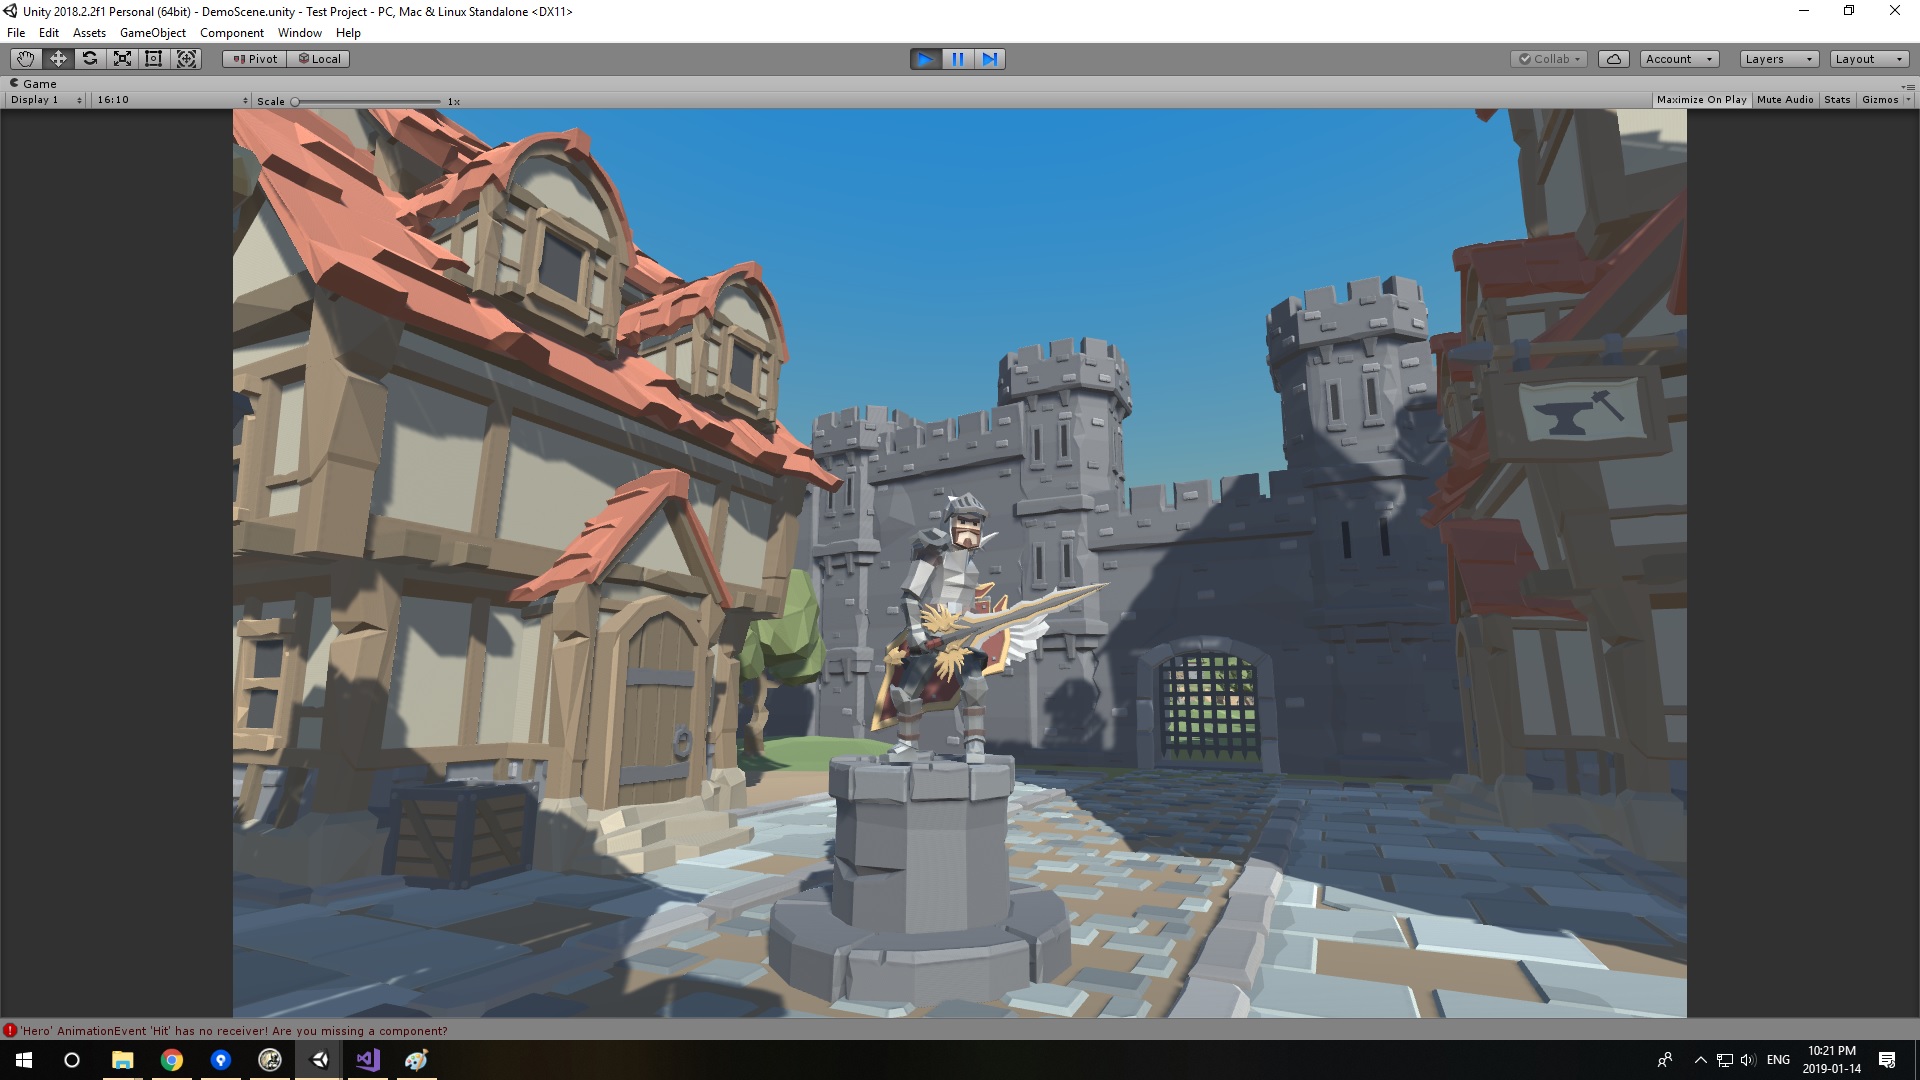 Unity 2018.2.2f1 Personal (64bit) - DemoScene.unity - Test Project - PC, Mac & Linux Standalone <DX11>
File Edit Assets GameObject Component Window Help
Pivot Local Collab Account Layers Layout
Game
Display 1 16:10 Scale 1x Maximize On Play Mute Audio Stats Gizmos
'Hero' AnimationEvent 'Hit' has no receiver! Are you missing a component?
ENG
10:21 PM
2019-01-14